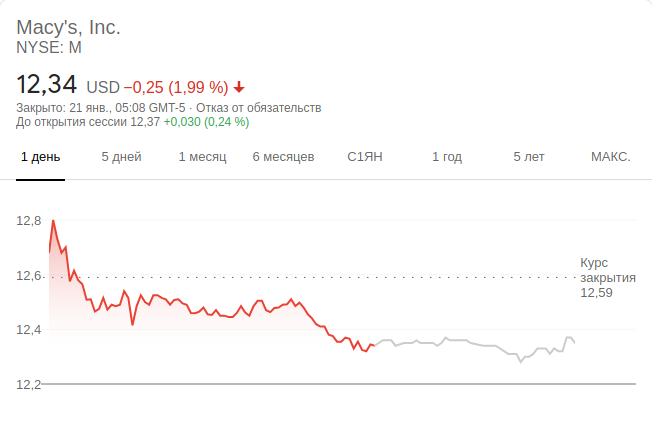 Macy's, Inc.
NYSE: M
12,34 USD −0,25 (1,99 %)
Закрыто: 21 янв., 05:08 GMT-5 · Отказ от обязательств
До открытия сессии 12,37 +0,030 (0,24 %)
1 день 5 дней 1 месяц 6 месяцев С1ЯН 1 год 5 лет МАКС.
12,8
12,6
12,4
12,2
Курс
закрытия
12,59